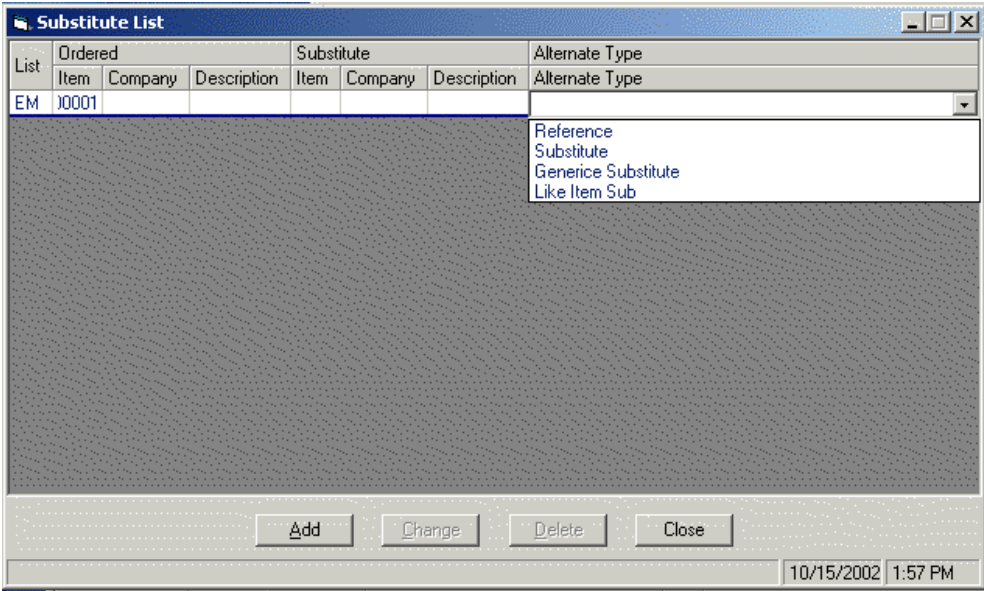 Substitute List
List Ordered Substitute Alternate Type
Item Company Description Item Company Description Alternate Type
EM 00001
Reference
Substitute
Generice Substitute
Like Item Sub
Add Change Delete Close
10/15/2002 1:57 PM